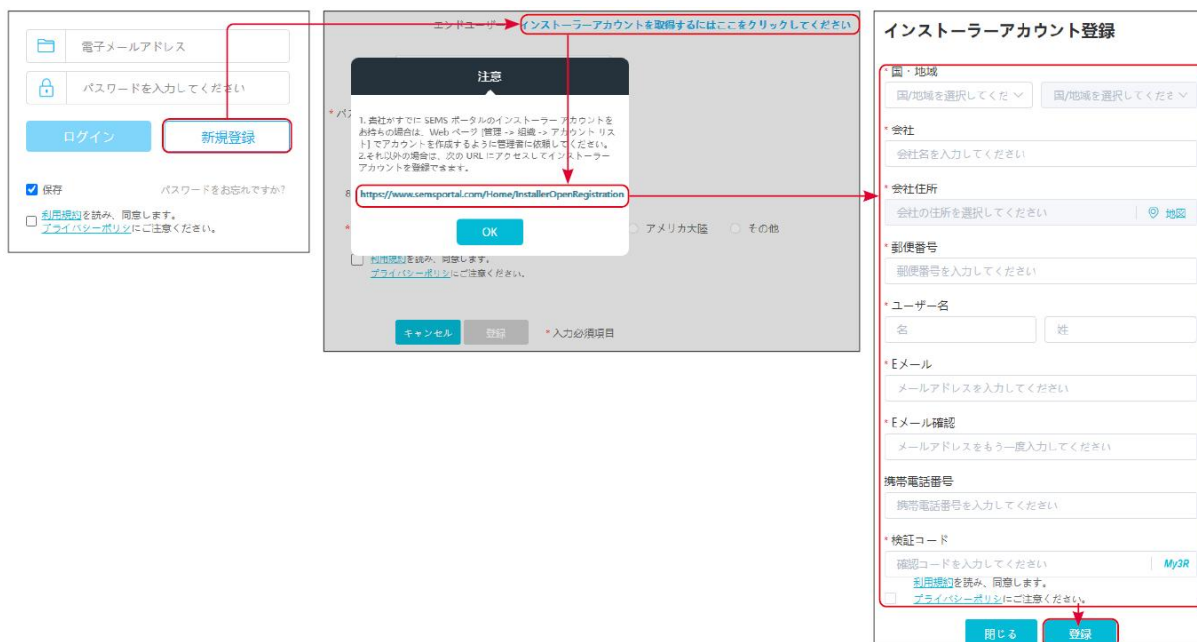 電子メールアドレス
パスワードを入力してください
ログイン
新規登録
保存
パスワードをお忘れですか?
利用規約を読み、同意します。
プライバシーポリシにご注意ください。
エンドユーザー
インストーラーアカウントを取得するにはここをクリックしてください
注意
* パス
1. 貴社がすでに SEMS ポータルのインストーラー アカウントを
お持ちの場合は、Web ページ [管理 -> 組織 -> アカウント リス
ト] でアカウントを作成するように管理者に依頼してください。
2.それ以外の場合は、次の URL にアクセスしてインストーラー
アカウントを登録できます。
8
https://www.semsportal.com/Home/InstallerOpenRegistration
OK
*
アメリカ大陸
その他
利用規約を読み、同意します。
プライバシーポリシにご注意ください。
キャンセル
登録
*入力必須項目
インストーラーアカウント登録
* 国・地域
国/地域を選択してくだ
国/地域を選択してくださ
* 会社
会社名を入力してください
* 会社住所
会社の住所を選択してください
地図
* 郵便番号
郵便番号を入力してください
* ユーザー名
名
姓
* Eメール
メールアドレスを入力してください
* Eメール確認
メールアドレスをもう一度入力してください
携帯電話番号
携帯電話番号を入力してください
* 検証コード
確認コードを入力してください
My3R
利用規約を読み、同意します。
プライバシーポリシにご注意ください。
閉じる
登録